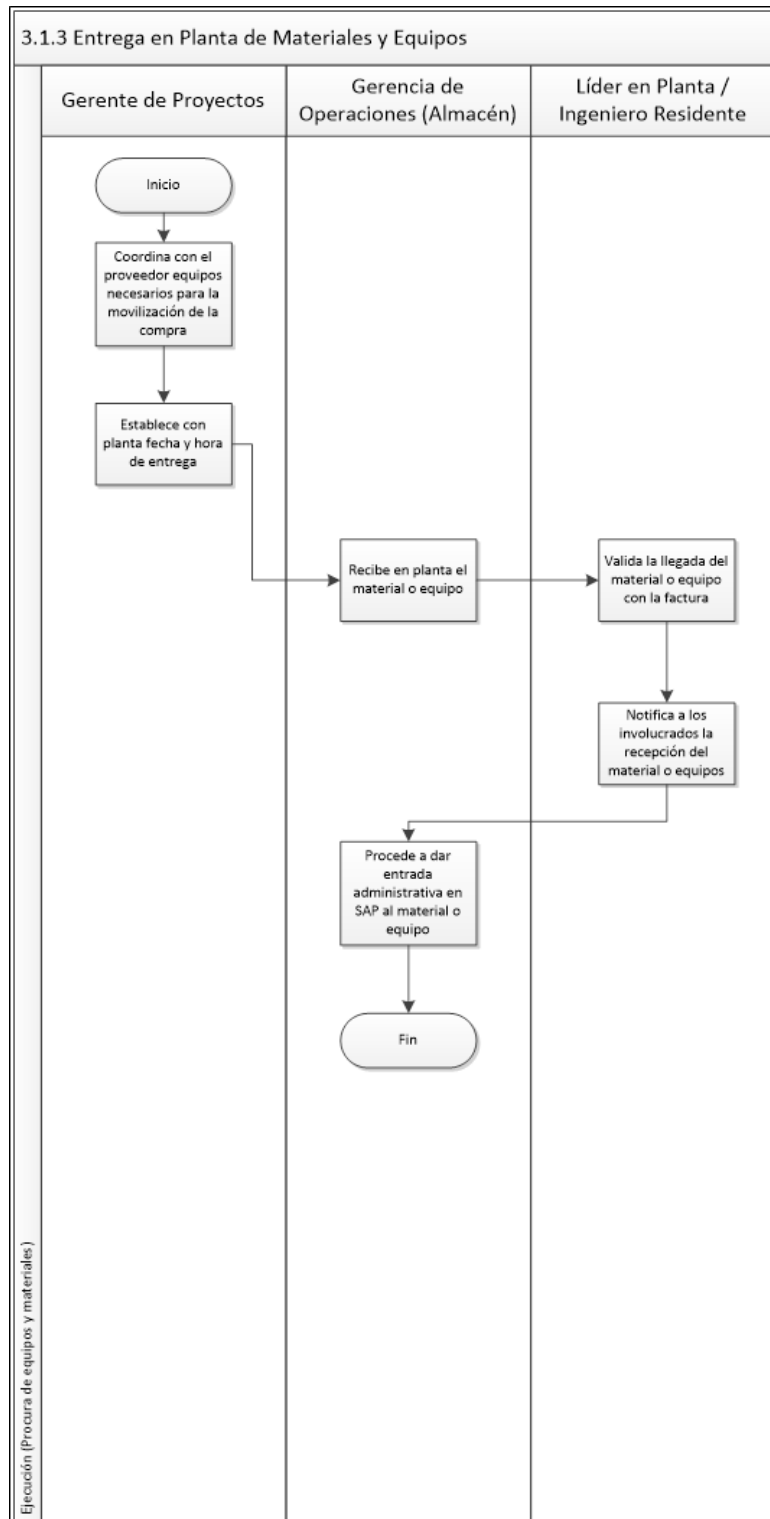 3.1.3 Entrega en Planta de Materiales y Equipos
Gerente de Proyectos
Gerencia de
Operaciones (Almacén)
Líder en Planta /
Ingeniero Residente
Inicio
Coordina con el
proveedor equipos
necesarios para la
movilización de la
compra
Establece con
planta fecha y hora
de entrega
Recibe en planta el
material o equipo
Valida la llegada del
material o equipo
con la factura
Notifica a los
involucrados la
recepción del
material o equipos
Procede a dar
entrada
administrativa en
SAP al material o
equipo
Fin
Ejecución (Procura de equipos y materiales)